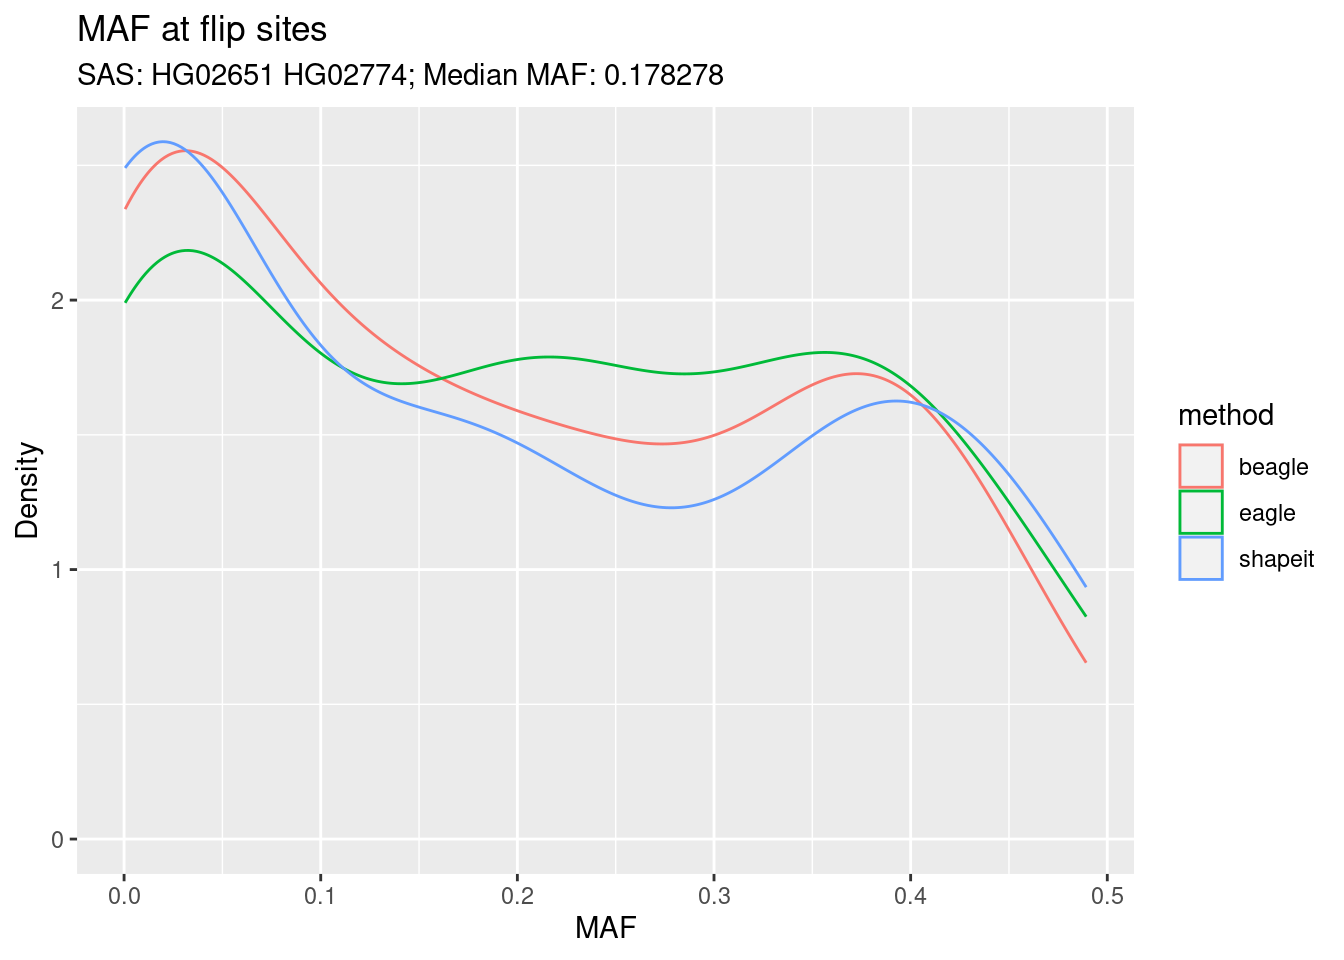 MAF at flip sites
SAS: HG02651 HG02774; Median MAF: 0.178278
Density
2
1
0
0.0 0.1 0.2 0.3 0.4 0.5
MAF
method
beagle
eagle
shapeit